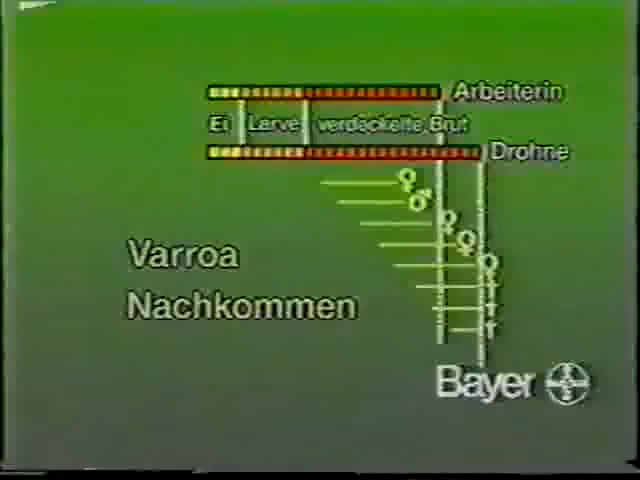 Arbeiterin
Ei Larve verdeckelte Brut
Drohne
Varroa
Nachkommen
Bayer